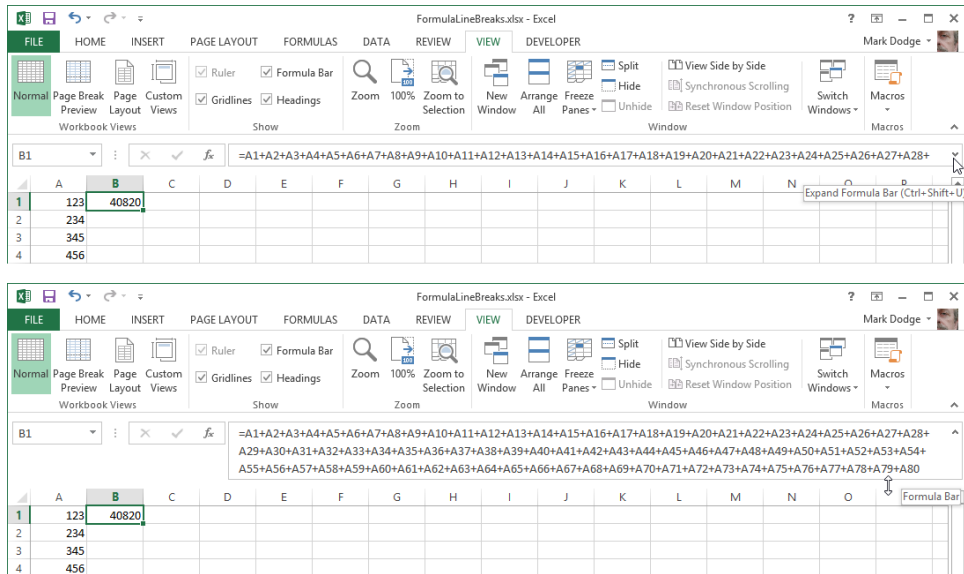 FormulaLineBreaks.xlsx - Excel
FILE HOME INSERT PAGE LAYOUT FORMULAS DATA REVIEW VIEW DEVELOPER Mark Dodge
Normal Page Break Preview Page Layout Custom Views
Ruler Formula Bar
Gridlines Headings
Zoom 100% Zoom to Selection
New Window Arrange All Freeze Panes
Split
Hide
Unhide
View Side by Side
Synchronous Scrolling
Reset Window Position
Switch Windows
Macros
Workbook Views Show Zoom Window Macros
B1 fx =A1+A2+A3+A4+A5+A6+A7+A8+A9+A10+A11+A12+A13+A14+A15+A16+A17+A18+A19+A20+A21+A22+A23+A24+A25+A26+A27+A28+
A B C D E F G H I J K L M N
Expand Formula Bar (Ctrl+Shift+U)
1 123 40820
2 234
3 345
4 456
FormulaLineBreaks.xlsx - Excel
FILE HOME INSERT PAGE LAYOUT FORMULAS DATA REVIEW VIEW DEVELOPER Mark Dodge
Normal Page Break Preview Page Layout Custom Views
Ruler Formula Bar
Gridlines Headings
Zoom 100% Zoom to Selection
New Window Arrange All Freeze Panes
Split
Hide
Unhide
View Side by Side
Synchronous Scrolling
Reset Window Position
Switch Windows
Macros
Workbook Views Show Zoom Window Macros
B1 fx =A1+A2+A3+A4+A5+A6+A7+A8+A9+A10+A11+A12+A13+A14+A15+A16+A17+A18+A19+A20+A21+A22+A23+A24+A25+A26+A27+A28+
A29+A30+A31+A32+A33+A34+A35+A36+A37+A38+A39+A40+A41+A42+A43+A44+A45+A46+A47+A48+A49+A50+A51+A52+A53+A54+
A55+A56+A57+A58+A59+A60+A61+A62+A63+A64+A65+A66+A67+A68+A69+A70+A71+A72+A73+A74+A75+A76+A77+A78+A79+A80
A B C D E F G H I J K L M N O
Formula Bar
1 123 40820
2 234
3 345
4 456